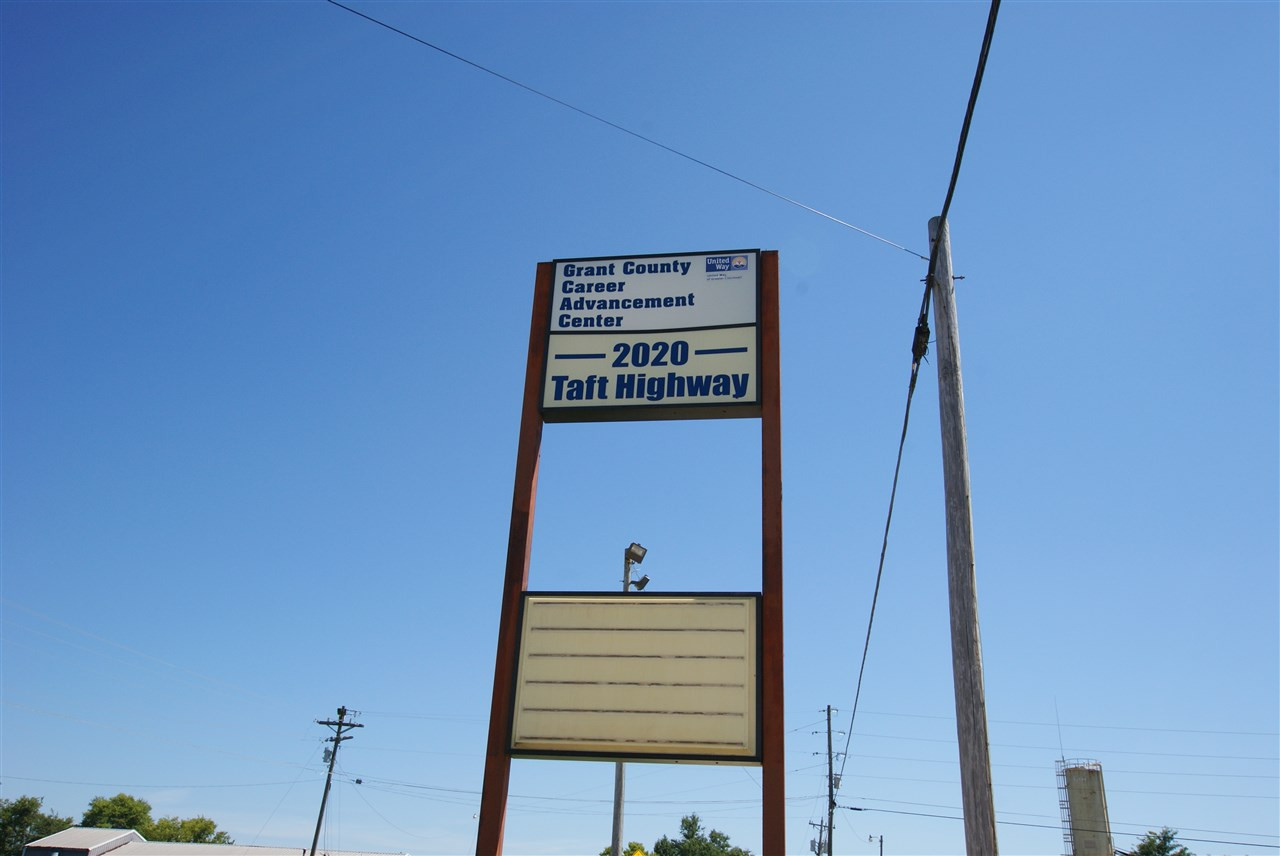 Grant County
Career
Advancement
Center
United
Way
2020
Taft Highway